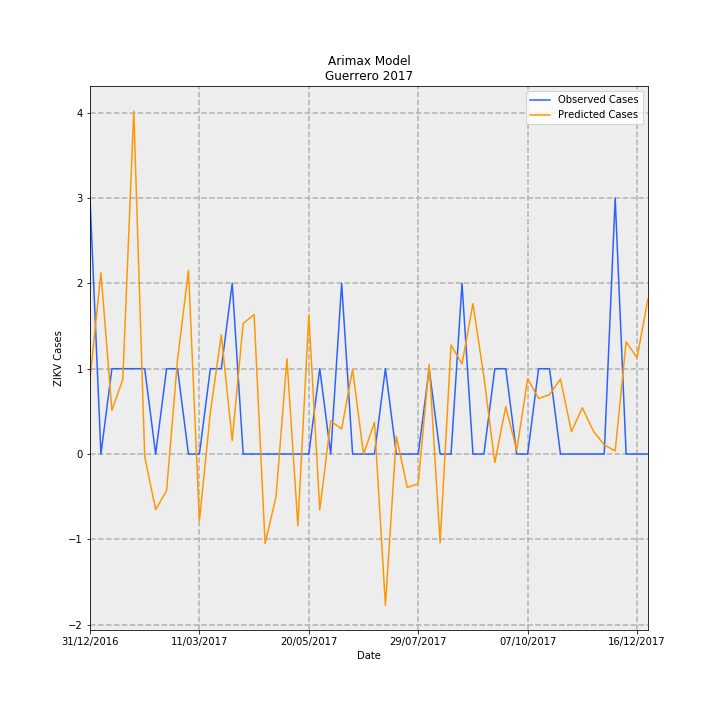 Arimax Model
Guerrero 2017
Observed Cases
Predicted Cases
ZIKV Cases
4
3
2
1
0
−1
−2
31/12/2016
11/03/2017
20/05/2017
29/07/2017
07/10/2017
16/12/2017
Date